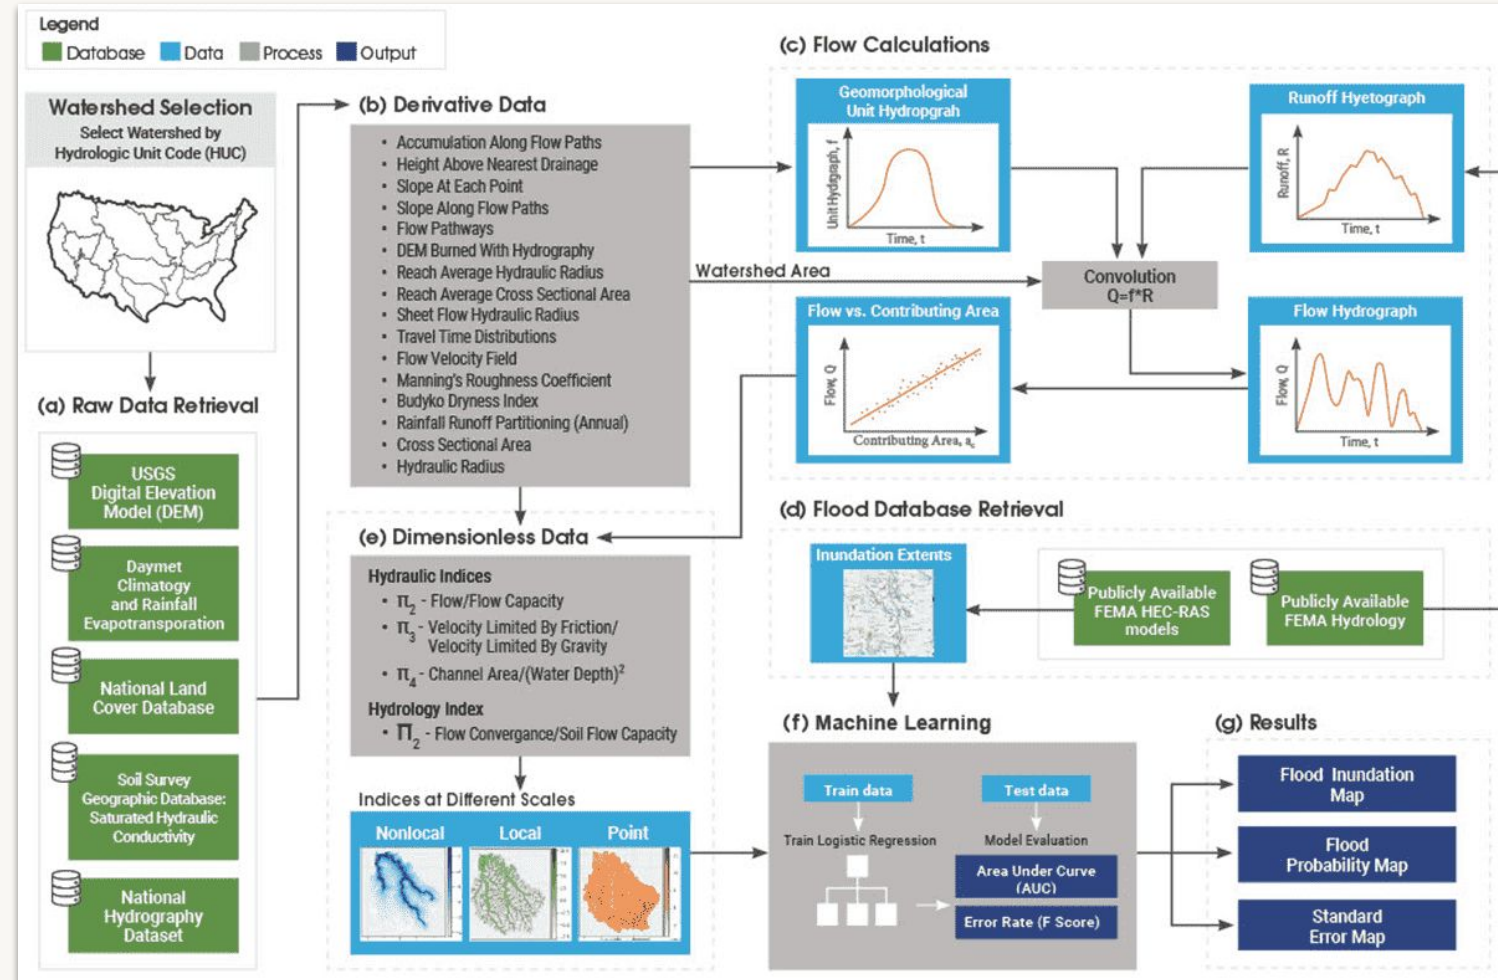 Legend
Database Data Process Output
Watershed Selection
Select Watershed by
Hydrologic Unit Code (HUC)
(a) Raw Data Retrieval
USGS
Digital Elevation
Model (DEM)
Daymet
Climatogy
and Rainfall
Evapotransporation
National Land
Cover Database
Soil Survey
Geographic Database:
Saturated Hydraulic
Conductivity
National
Hydrography
Dataset
(b) Derivative Data
• Accumulation Along Flow Paths
• Height Above Nearest Drainage
• Slope At Each Point
• Slope Along Flow Paths
• Flow Pathways
• DEM Burned With Hydrography
• Reach Average Hydraulic Radius
• Reach Average Cross Sectional Area
• Sheet Flow Hydraulic Radius
• Travel Time Distributions
• Flow Velocity Field
• Manning's Roughness Coefficient
• Budyko Dryness Index
• Rainfall Runoff Partitioning (Annual)
• Cross Sectional Area
• Hydraulic Radius
Watershed Area
(c) Flow Calculations
Geomorphological
Unit Hydropgrah
Unit Hydrigraph, f
Time, t
Runoff Hyetograph
Runoff, R
Time, t
Convolution
Q=f*R
Flow vs. Contributing Area
Flow, Q
Contributing Area, a꜀
Flow Hydrograph
Flow, Q
Time, t
(d) Flood Database Retrieval
Inundation Extents
Publicly Available
FEMA HEC-RAS
models
Publicly Available
FEMA Hydrology
(e) Dimensionless Data
Hydraulic Indices
• π₂ - Flow/Flow Capacity
• π₃ - Velocity Limited By Friction/
Velocity Limited By Gravity
• π₄ - Channel Area/(Water Depth)²
Hydrology Index
• Π₂ - Flow Convergance/Soil Flow Capacity
Indices at Different Scales
Nonlocal Local Point
(f) Machine Learning
Train data
Test data
Train Logistic Regression
Model Evaluation
Area Under Curve
(AUC)
Error Rate (F Score)
(g) Results
Flood Inundation
Map
Flood
Probability Map
Standard
Error Map